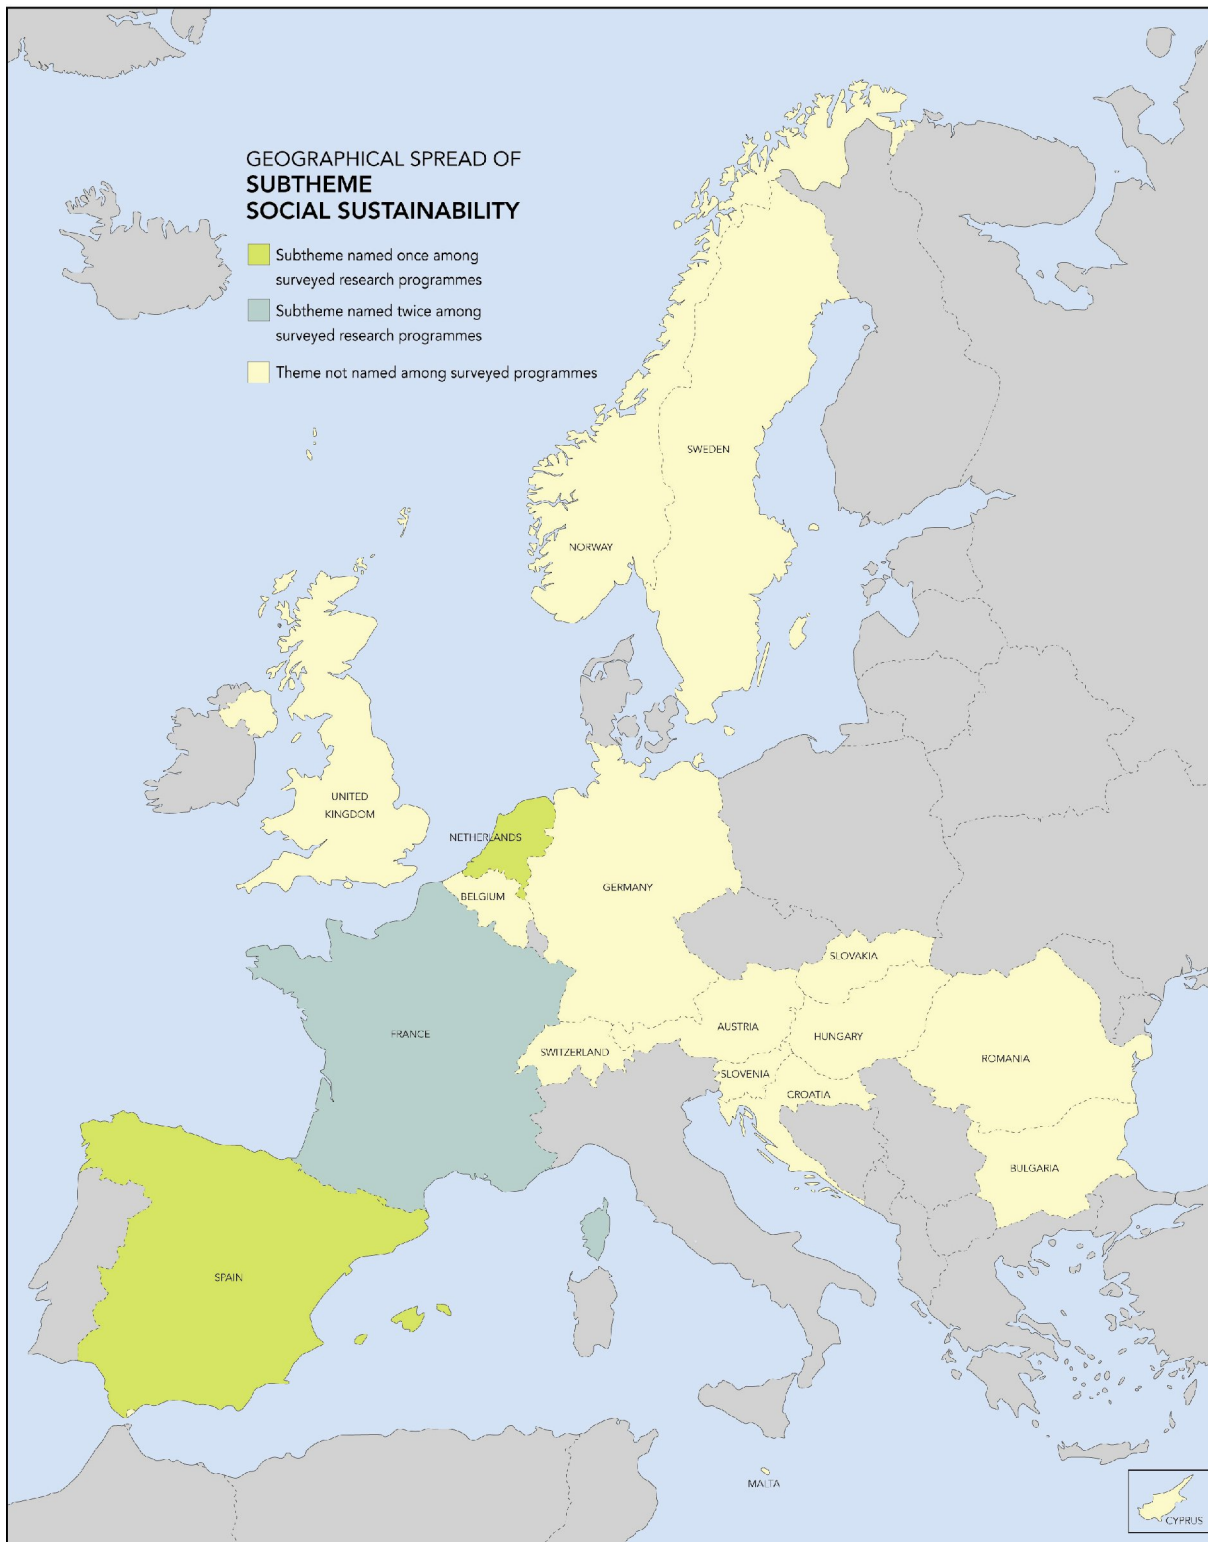 GEOGRAPHICAL SPREAD OF
SUBTHEME
SOCIAL SUSTAINABILITY
Subtheme named once among
surveyed research programmes
Subtheme named twice among
surveyed research programmes
Theme not named among surveyed programmes
SWEDEN
NORWAY
UNITED
KINGDOM
NETHERLANDS
GERMANY
BELGIUM
SLOVAKIA
AUSTRIA
FRANCE
HUNGARY
SWITZERLAND
ROMANIA
SLOVENIA
CROATIA
BULGARIA
SPAIN
MALTA
CYPRUS